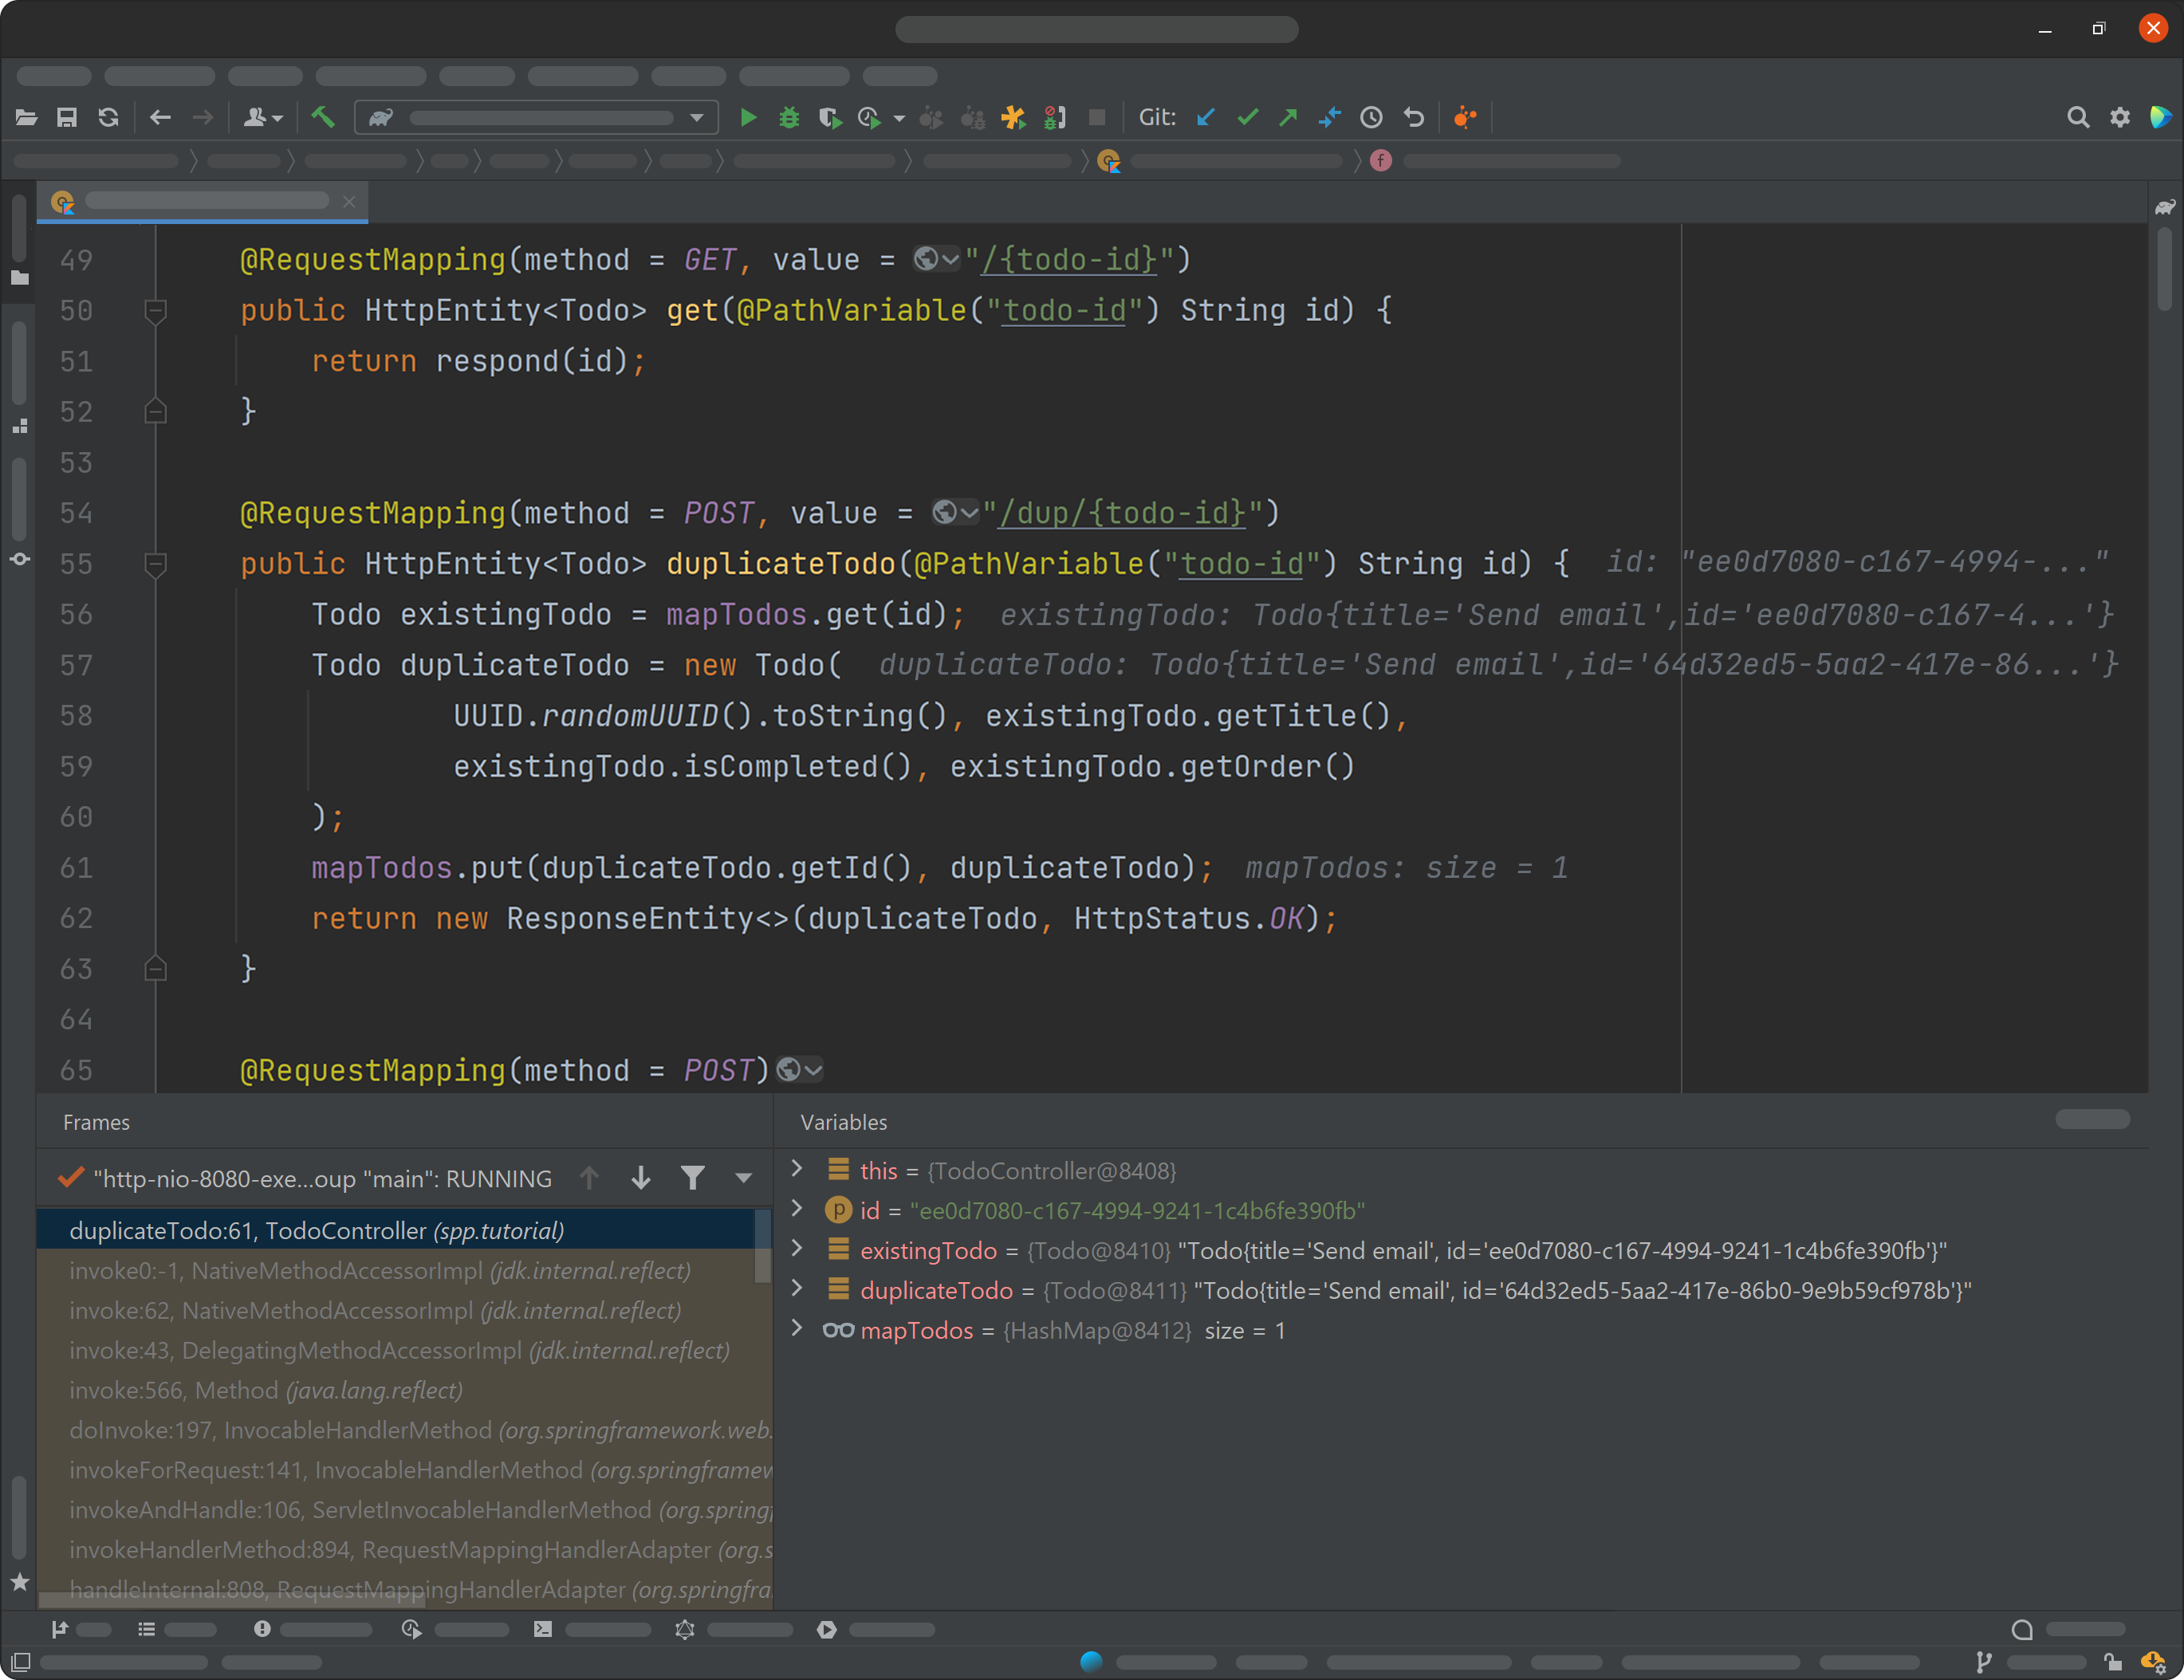 Git:
f
49 @RequestMapping(method = GET, value = "/{todo-id}")
50 public HttpEntity<Todo> get(@PathVariable("todo-id") String id) {
51 return respond(id);
52 }
53
54 @RequestMapping(method = POST, value = "/dup/{todo-id}")
55 public HttpEntity<Todo> duplicateTodo(@PathVariable("todo-id") String id) { id: "ee0d7080-c167-4994-..."
56 Todo existingTodo = mapTodos.get(id); existingTodo: Todo{title='Send email',id='ee0d7080-c167-4...'}
57 Todo duplicateTodo = new Todo( duplicateTodo: Todo{title='Send email',id='64d32ed5-5aa2-417e-86...'}
58 UUID.randomUUID().toString(), existingTodo.getTitle(),
59 existingTodo.isCompleted(), existingTodo.getOrder()
60 );
61 mapTodos.put(duplicateTodo.getId(), duplicateTodo); mapTodos: size = 1
62 return new ResponseEntity<>(duplicateTodo, HttpStatus.OK);
63 }
64
65 @RequestMapping(method = POST)
Frames
"http-nio-8080-exe...oup "main": RUNNING
duplicateTodo:61, TodoController (spp.tutorial)
invoke0:-1, NativeMethodAccessorImpl (jdk.internal.reflect)
invoke:62, NativeMethodAccessorImpl (jdk.internal.reflect)
invoke:43, DelegatingMethodAccessorImpl (jdk.internal.reflect)
invoke:566, Method (java.lang.reflect)
doInvoke:197, InvocableHandlerMethod (org.springframework.web.
invokeForRequest:141, InvocableHandlerMethod (org.springframew
invokeAndHandle:106, ServletInvocableHandlerMethod (org.spring
invokeHandlerMethod:894, RequestMappingHandlerAdapter (org.s
handleInternal:808, RequestMappingHandlerAdapter (org.springfra
Variables
this = {TodoController@8408}
p id = "ee0d7080-c167-4994-9241-1c4b6fe390fb"
existingTodo = {Todo@8410} "Todo{title='Send email', id='ee0d7080-c167-4994-9241-1c4b6fe390fb'}"
duplicateTodo = {Todo@8411} "Todo{title='Send email', id='64d32ed5-5aa2-417e-86b0-9e9b59cf978b'}"
mapTodos = {HashMap@8412} size = 1